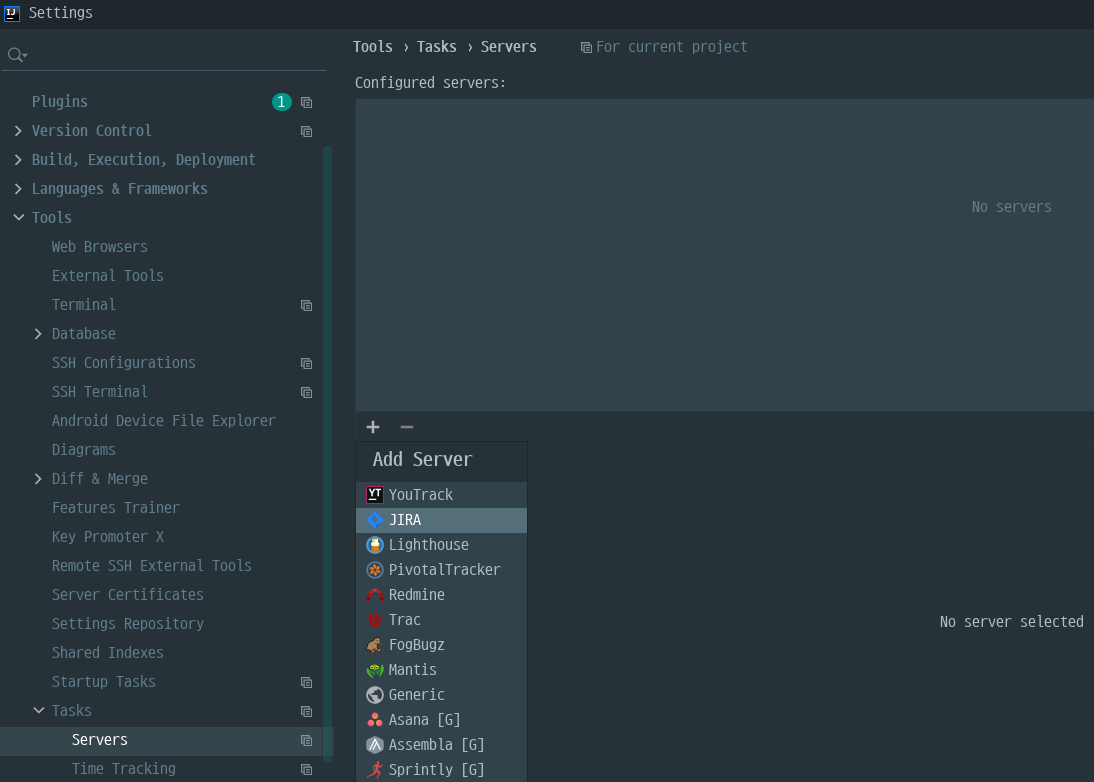 IJ Settings
Plugins 1
Version Control
Build, Execution, Deployment
Languages & Frameworks
Tools
Web Browsers
External Tools
Terminal
Database
SSH Configurations
SSH Terminal
Android Device File Explorer
Diagrams
Diff & Merge
Features Trainer
Key Promoter X
Remote SSH External Tools
Server Certificates
Settings Repository
Shared Indexes
Startup Tasks
Tasks
Servers
Time Tracking
Tools › Tasks › Servers For current project
Configured servers:
No servers
Add Server
YT YouTrack
JIRA
Lighthouse
PivotalTracker
Redmine
Trac
FogBugz
Mantis
Generic
Asana [G]
Assembla [G]
Sprintly [G]
No server selected